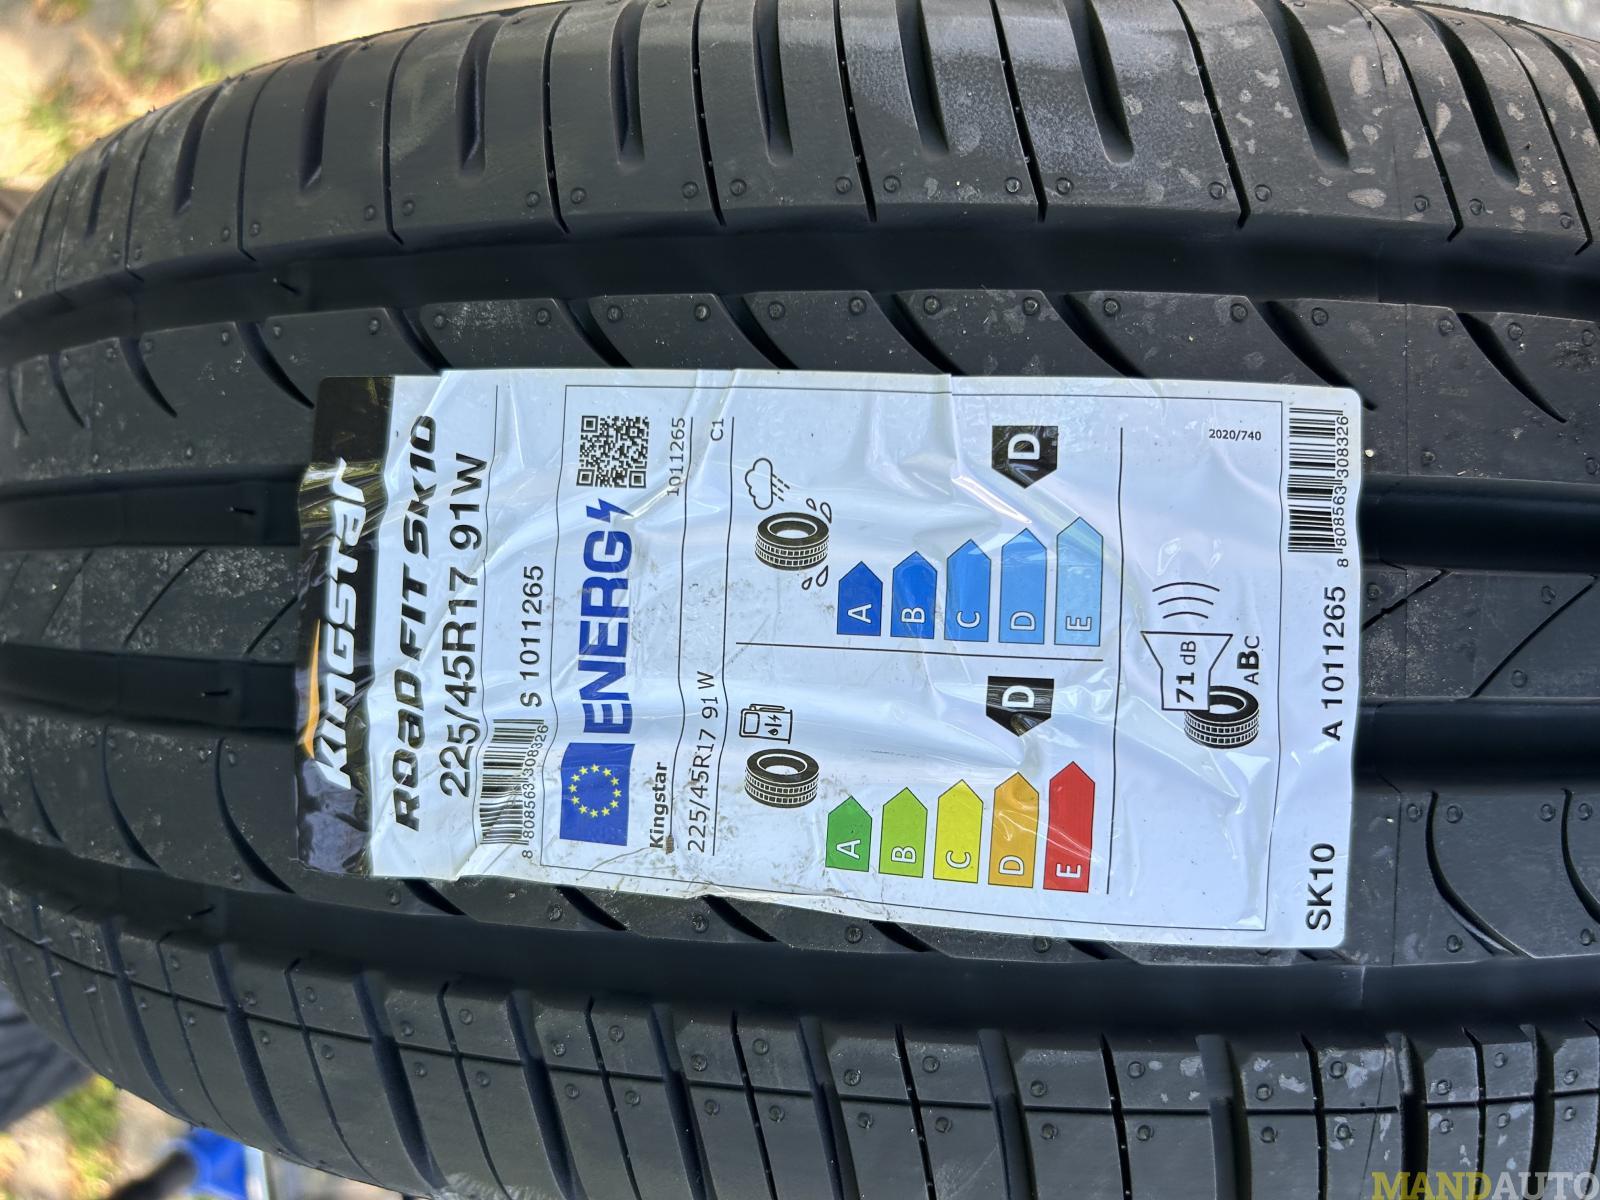 Kingstar
ROAD FIT SK10
225/45R17 91W
S 1011265
8 808563 308326
ENERG
Kingstar
1011265
225/45R17 91 W
C1
D
A
B
C
D
E
D
A
B
C
D
E
71 dB
ABC
2020/740
8 808563 308326
SK10
A 1011265
MANDAUTO